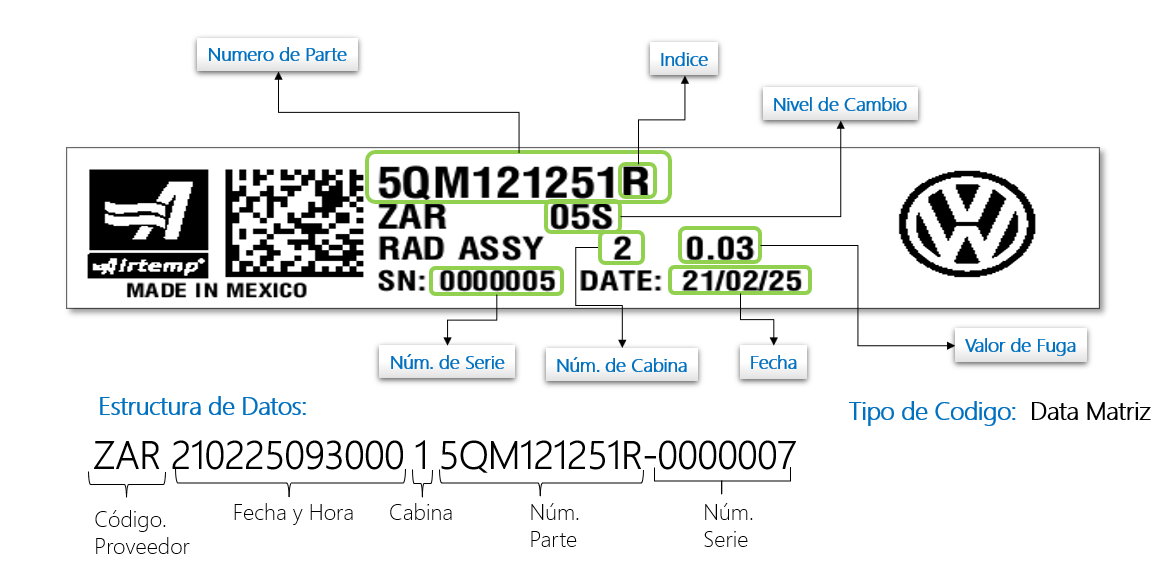 Numero de Parte
Indice
Nivel de Cambio
5QM121251R
ZAR 05S
RAD ASSY 2 0.03
SN: 0000005 DATE: 21/02/25
Airtemp
MADE IN MEXICO
Núm. de Serie
Núm. de Cabina
Fecha
Valor de Fuga
Estructura de Datos:
Tipo de Codigo: Data Matriz
ZAR 210225093000 1 5QM121251R-0000007
Código. Proveedor
Fecha y Hora
Cabina
Núm. Parte
Núm. Serie